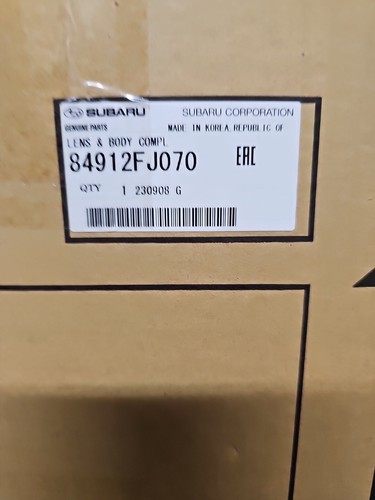 SUBARU SUBARU CORPORATION
GENUINE PARTS MADE IN KOREA,REPUBLIC OF
LENS & BODY COMPL
84912FJ070 EAC
QTY 1 230908 G